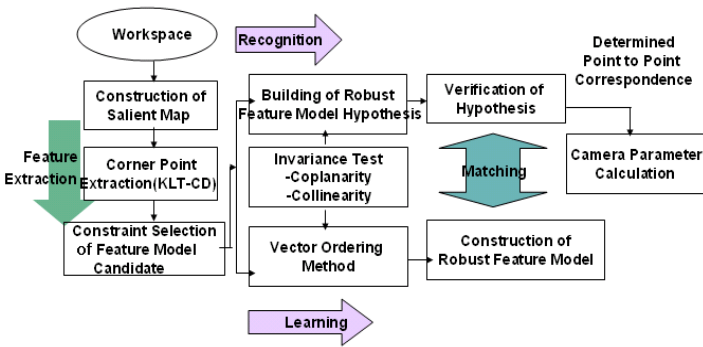 Workspace
Recognition
Determined
Point to Point
Correspondence
Construction of
Salient Map
Building of Robust
Feature Model Hypothesis
Verification of
Hypothesis
Feature
Extraction
Corner Point
Extraction(KLT-CD)
Invariance Test
-Coplanarity
-Collinearity
Matching
Camera Parameter
Calculation
Constraint Selection
of Feature Model
Candidate
Vector Ordering
Method
Construction of
Robust Feature Model
Learning